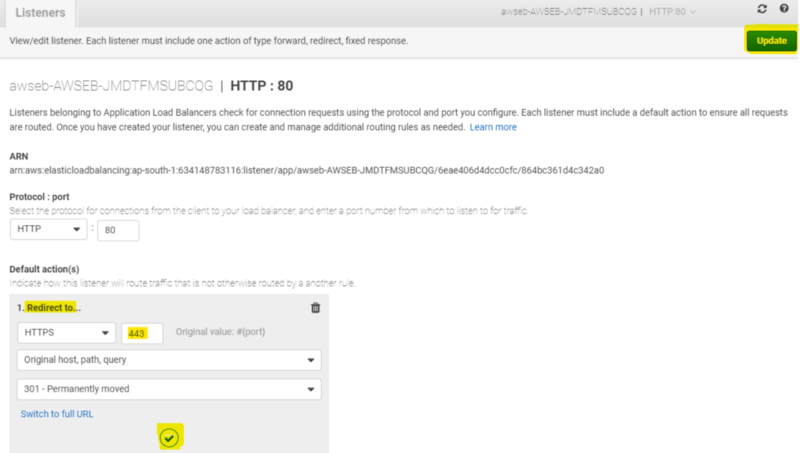 Listeners
awseb-AWSEB-JMDTFMSUBCQG | HTTP:80
View/edit listener. Each listener must include one action of type forward, redirect, fixed response.
Update
awseb-AWSEB-JMDTFMSUBCQG | HTTP : 80
Listeners belonging to Application Load Balancers check for connection requests using the protocol and port you configure. Each listener must include a default action to ensure all requests
are routed. Once you have created your listener, you can create and manage additional routing rules as needed. Learn more
ARN
arn:aws:elasticloadbalancing:ap-south-1:634148783116:listener/app/awseb-AWSEB-JMDTFMSUBCQG/6eae406d4dcc0cfc/864bc361d4c342a0
Protocol : port
Select the protocol for connections from the client to your load balancer, and enter a port number from which to listen to for traffic.
HTTP : 80
Default action(s)
Indicate how this listener will route traffic that is not otherwise routed by a another rule.
1. Redirect to...
HTTPS 443 Original value: #{port}
Original host, path, query
301 - Permanently moved
Switch to full URL